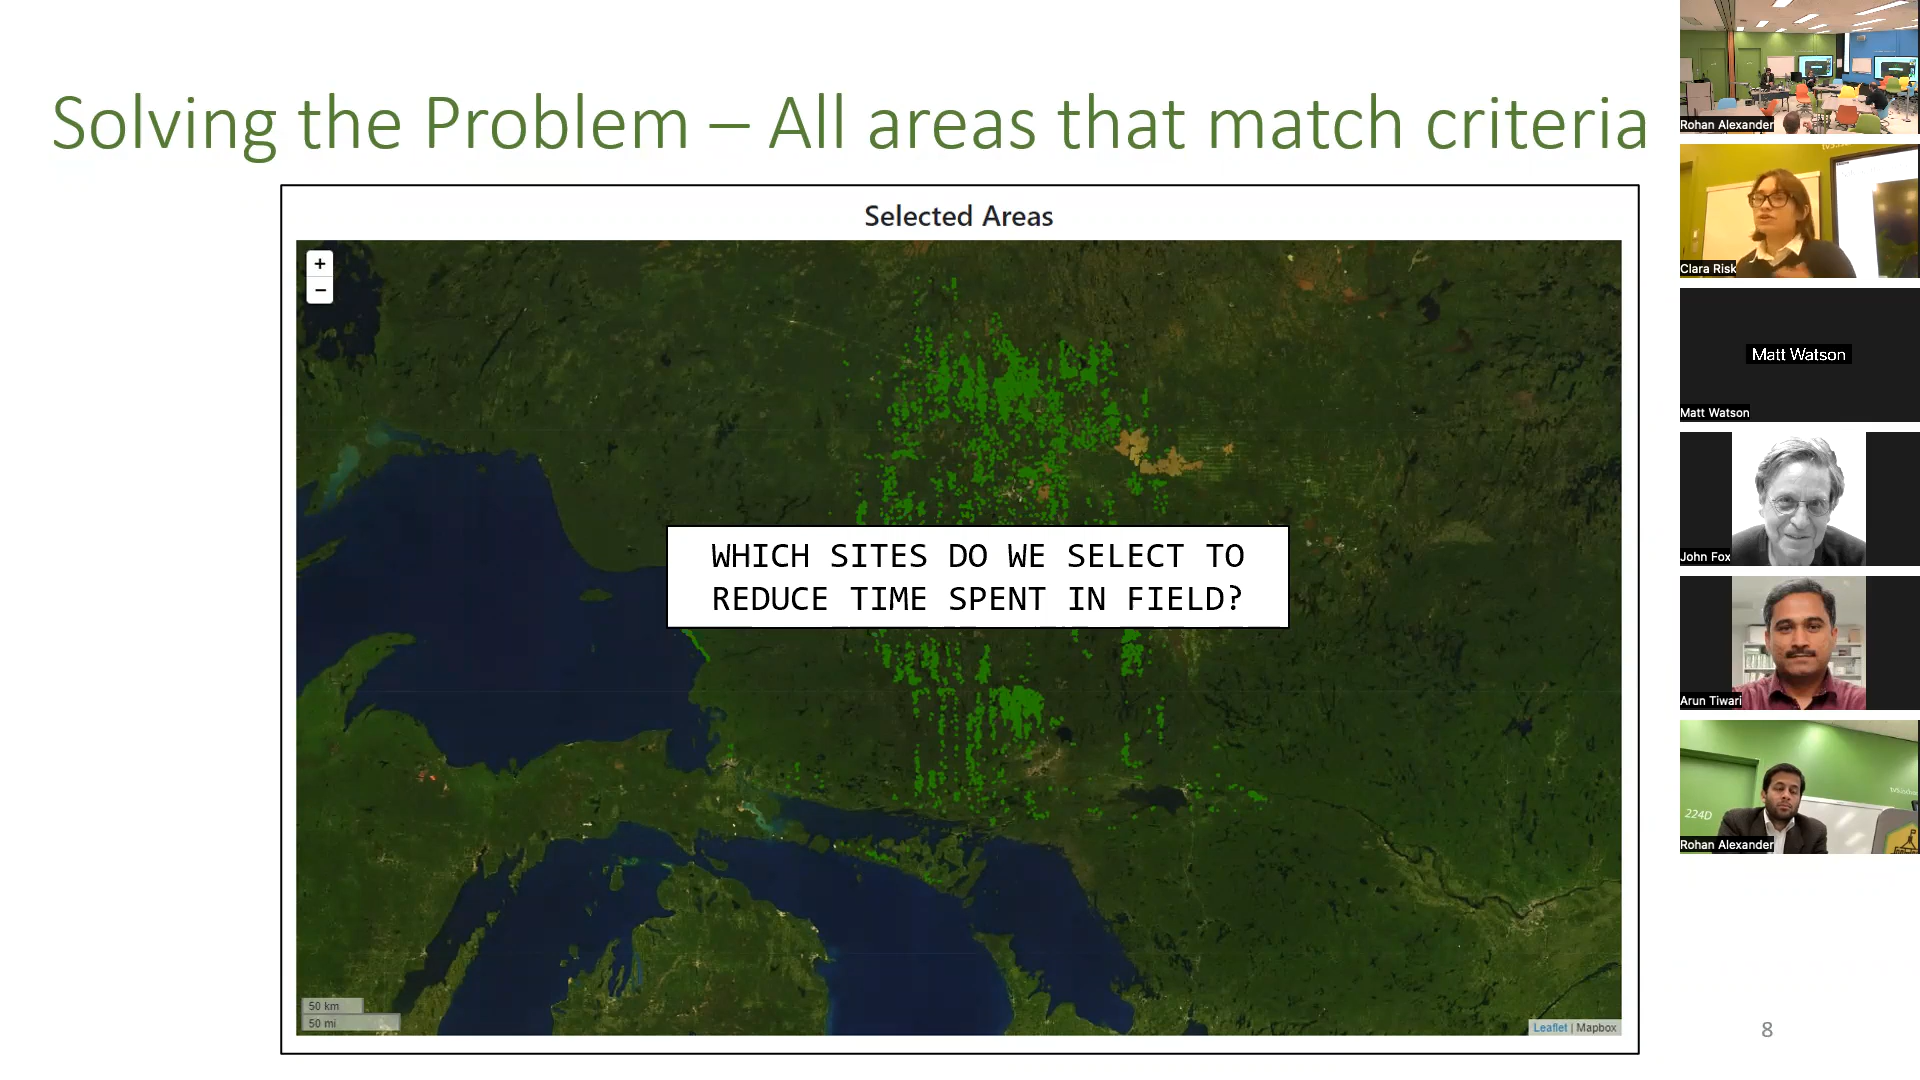 Solving the Problem – All areas that match criteria
Selected Areas
+
−
WHICH SITES DO WE SELECT TO
REDUCE TIME SPENT IN FIELD?
50 km
50 mi
Leaflet | Mapbox
8
Rohan Alexander
Clara Risk
Matt Watson
Matt Watson
John Fox
Arun Tiwari
224D
Rohan Alexander